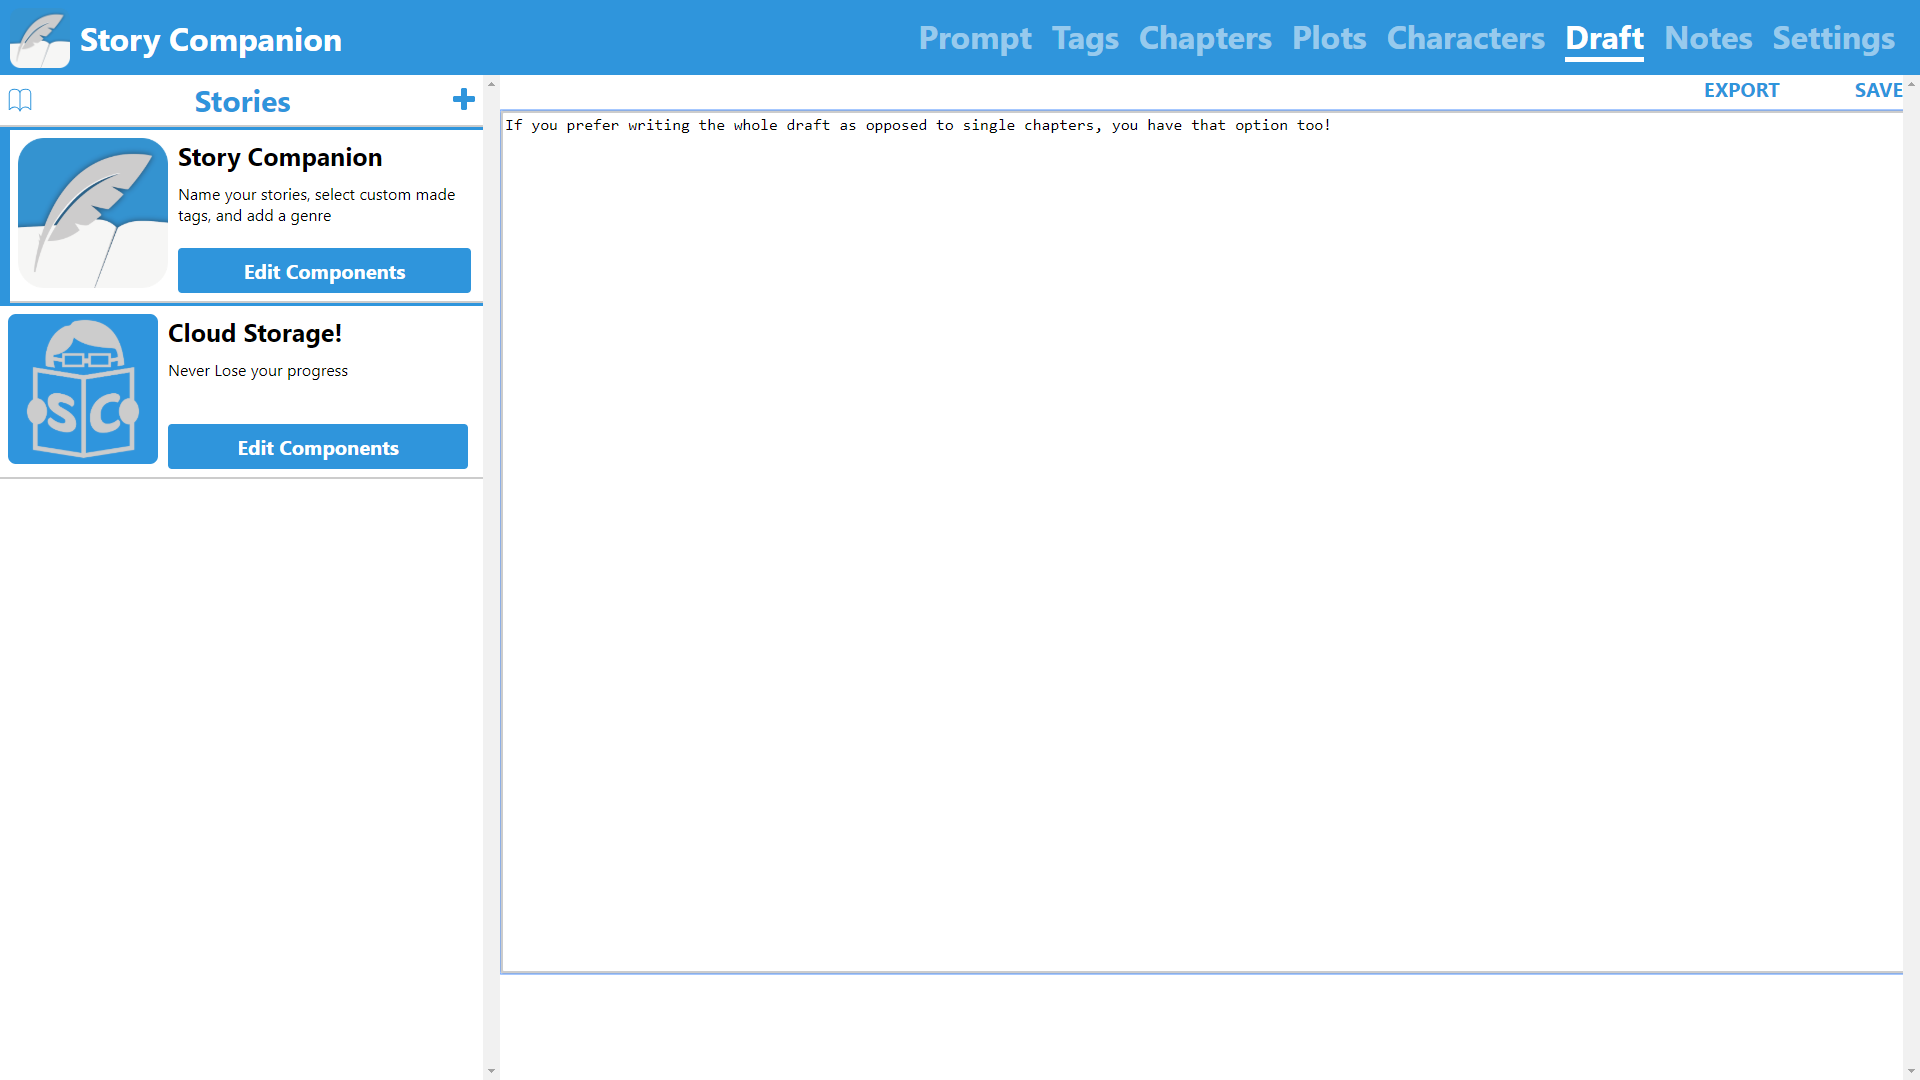 Story Companion
Prompt Tags Chapters Plots Characters Draft Notes Settings
Stories
EXPORT SAVE
Story Companion
Name your stories, select custom made
tags, and add a genre
Edit Components
SC
Cloud Storage!
Never Lose your progress
Edit Components
If you prefer writing the whole draft as opposed to single chapters, you have that option too!